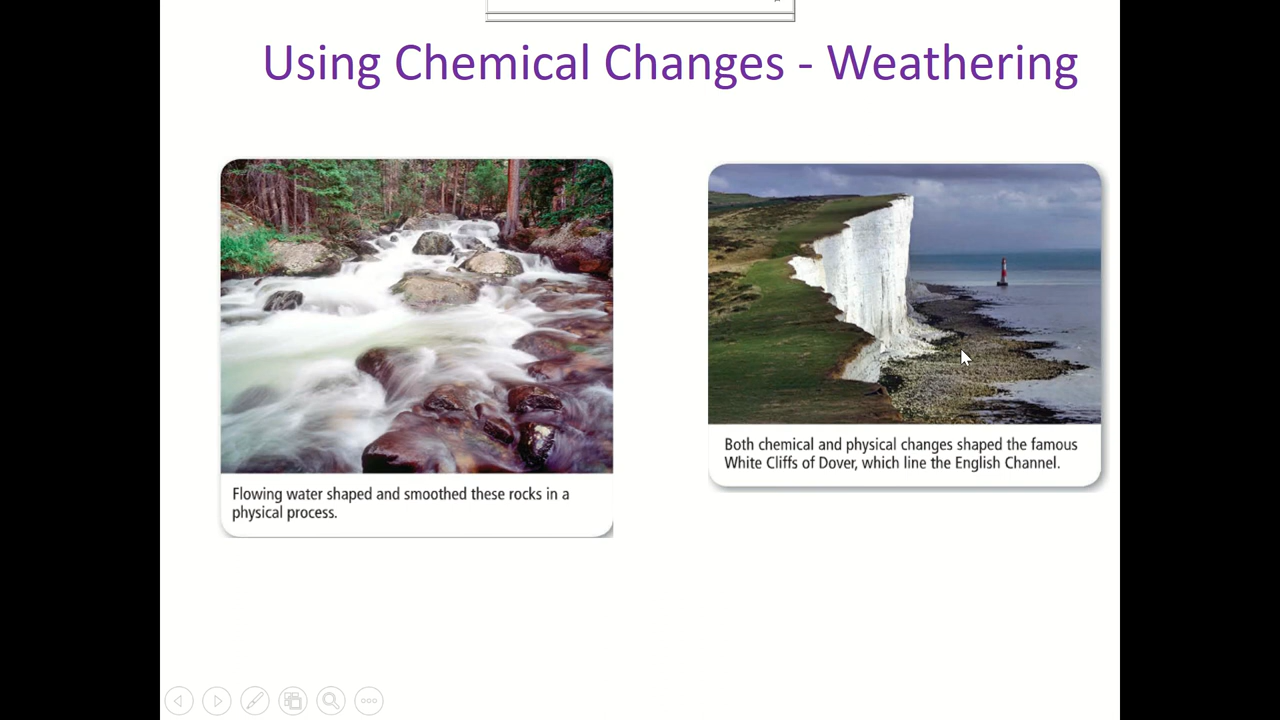 Using Chemical Changes - Weathering
Flowing water shaped and smoothed these rocks in a
physical process.
Both chemical and physical changes shaped the famous
White Cliffs of Dover, which line the English Channel.